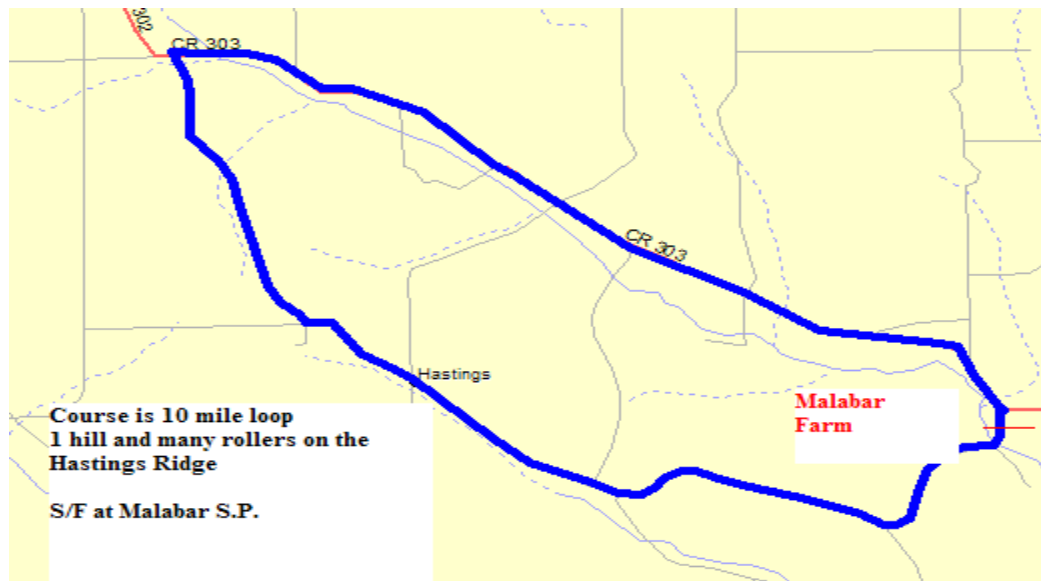 302
CR 303
CR 303
Hastings
Malabar
Farm
Course is 10 mile loop
1 hill and many rollers on the
Hastings Ridge
S/F at Malabar S.P.